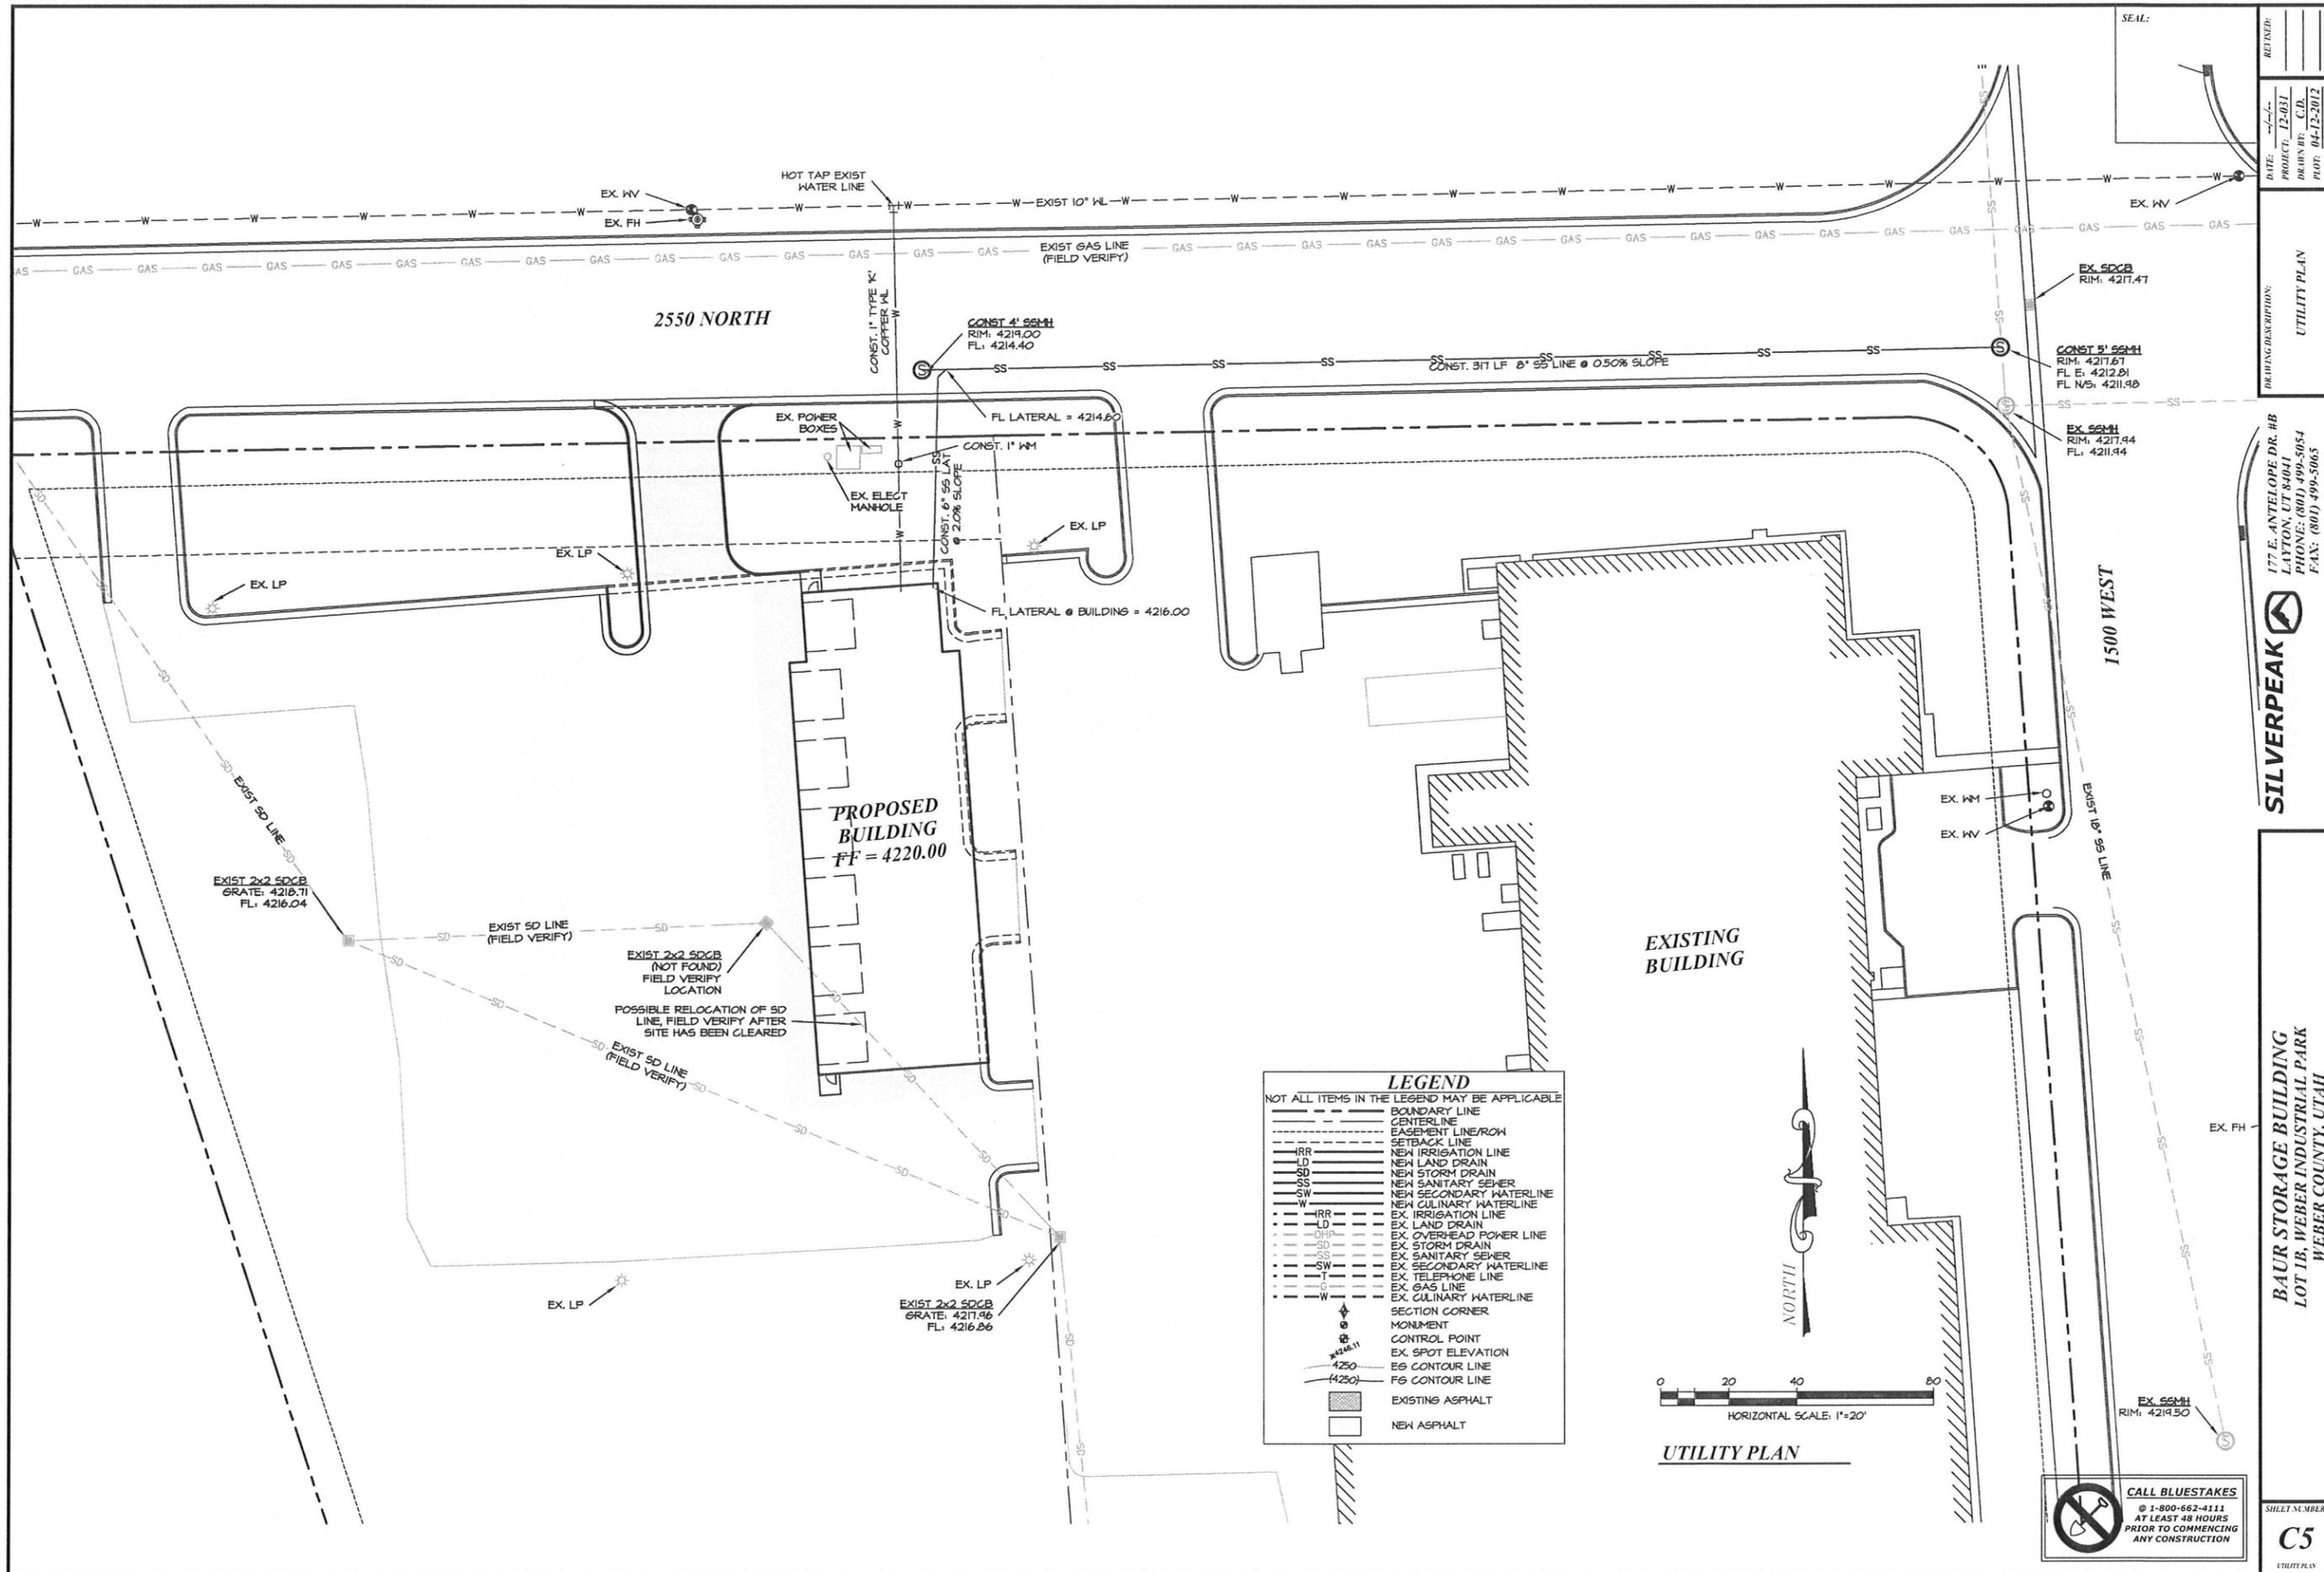 SEAL:
REVISED:
DATE: --/--/--
PROJECT: 12-031
DRAWN BY: C.D.
PLOT: 04-12-2012
DRAWING DESCRIPTION:
UTILITY PLAN
177 E. ANTELOPE DR. #B
LAYTON, UT 84041
PHONE: (801) 499-5054
FAX: (801) 499-5065
SILVERPEAK
BAUR STORAGE BUILDING
LOT 1B, WEBER INDUSTRIAL PARK
WEBER COUNTY, UTAH
SHEET NUMBER
C5
UTILITY PLAN
HOT TAP EXIST
WATER LINE
EX. WV
EX. FH
EXIST 10" WL
EX. WV
EXIST GAS LINE
(FIELD VERIFY)
2550 NORTH
CONST. 1" TYPE 'K'
COPPER WL
CONST 4' SSMH
RIM: 4219.00
FL: 4214.40
CONST. 317 LF 8" SS LINE @ 0.50% SLOPE
EX. SDCB
RIM: 4217.47
CONST 5' SSMH
RIM: 4217.67
FL E: 4212.81
FL N/S: 4211.98
EX. SSMH
RIM: 4217.94
FL: 4211.94
EX. POWER
BOXES
FL LATERAL = 4214.60
CONST. 1" WM
EX. ELECT
MANHOLE
CONST. 6" SS LAT
@ 2.0% SLOPE
EX. LP
EX. LP
EX. LP
FL LATERAL @ BUILDING = 4216.00
1500 WEST
EXIST SD LINE
PROPOSED
BUILDING
FF = 4220.00
EX. WM
EX. WV
EXIST 18" SS LINE
EXIST 2x2 SDCB
GRATE: 4218.71
FL: 4216.04
EXIST SD LINE
(FIELD VERIFY)
EXIST 2x2 SDCB
(NOT FOUND)
FIELD VERIFY
LOCATION
POSSIBLE RELOCATION OF SD
LINE, FIELD VERIFY AFTER
SITE HAS BEEN CLEARED
EXIST SD LINE
(FIELD VERIFY)
EXISTING
BUILDING
EX. FH
EX. LP
EX. LP
EXIST 2x2 SDCB
GRATE: 4217.96
FL: 4216.86
LEGEND
NOT ALL ITEMS IN THE LEGEND MAY BE APPLICABLE
BOUNDARY LINE
CENTERLINE
EASEMENT LINE/ROW
SETBACK LINE
IRR NEW IRRIGATION LINE
LD NEW LAND DRAIN
SD NEW STORM DRAIN
SS NEW SANITARY SEWER
SW NEW SECONDARY WATERLINE
W NEW CULINARY WATERLINE
IRR EX. IRRIGATION LINE
LD EX. LAND DRAIN
OHP EX. OVERHEAD POWER LINE
SD EX. STORM DRAIN
SS EX. SANITARY SEWER
SW EX. SECONDARY WATERLINE
T EX. TELEPHONE LINE
G EX. GAS LINE
W EX. CULINARY WATERLINE
SECTION CORNER
MONUMENT
CONTROL POINT
x4246.11 EX. SPOT ELEVATION
4250 EG CONTOUR LINE
(4250) FG CONTOUR LINE
EXISTING ASPHALT
NEW ASPHALT
NORTH
0 20 40 80
HORIZONTAL SCALE: 1"=20'
UTILITY PLAN
EX. SSMH
RIM: 4219.50
CALL BLUESTAKES
@ 1-800-662-4111
AT LEAST 48 HOURS
PRIOR TO COMMENCING
ANY CONSTRUCTION